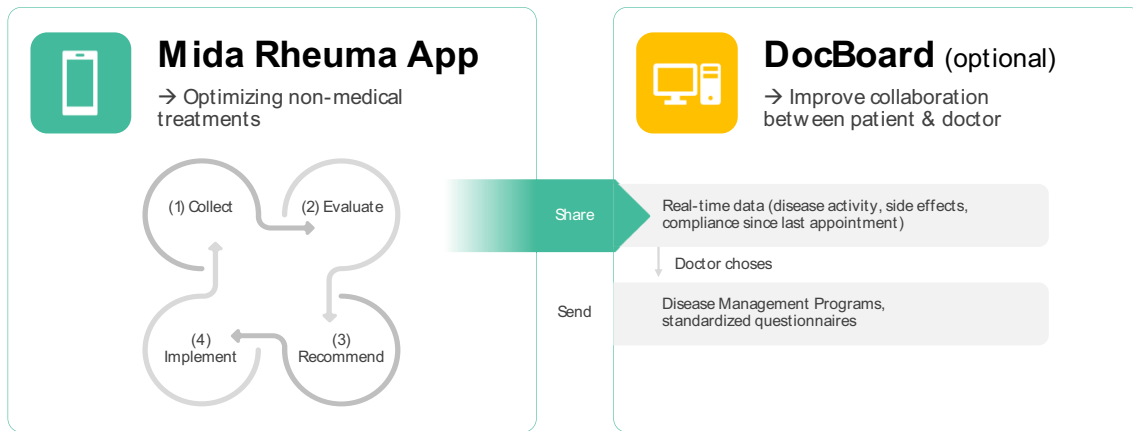 Mida Rheuma App
→ Optimizing non-medical
treatments
(1) Collect
(2) Evaluate
(3)
Recommend
(4)
Implement
Share
Send
DocBoard (optional)
→ Improve collaboration
between patient & doctor
Real-time data (disease activity, side effects,
compliance since last appointment)
Doctor choses
Disease Management Programs,
standardized questionnaires